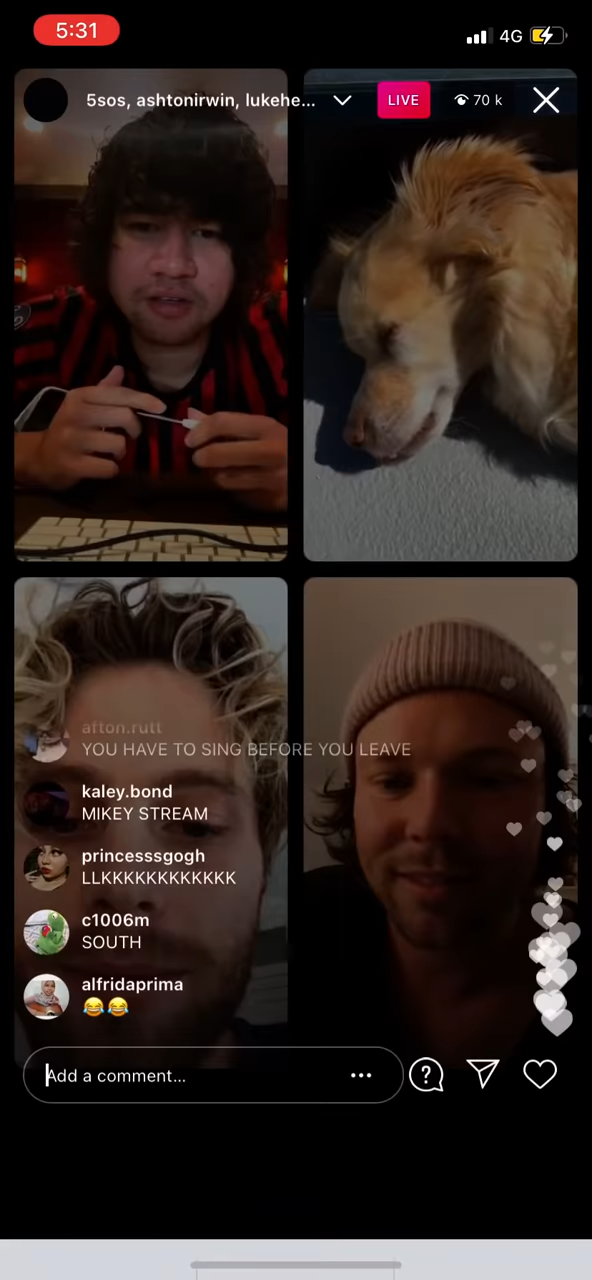 5:31
4G
5sos, ashtonirwin, lukehe...
LIVE
70 k
afton.rutt
YOU HAVE TO SING BEFORE YOU LEAVE
kaley.bond
MIKEY STREAM
princesssgogh
LLKKKKKKKKKKKK
c1006m
SOUTH
alfridaprima
😂😂
Add a comment...